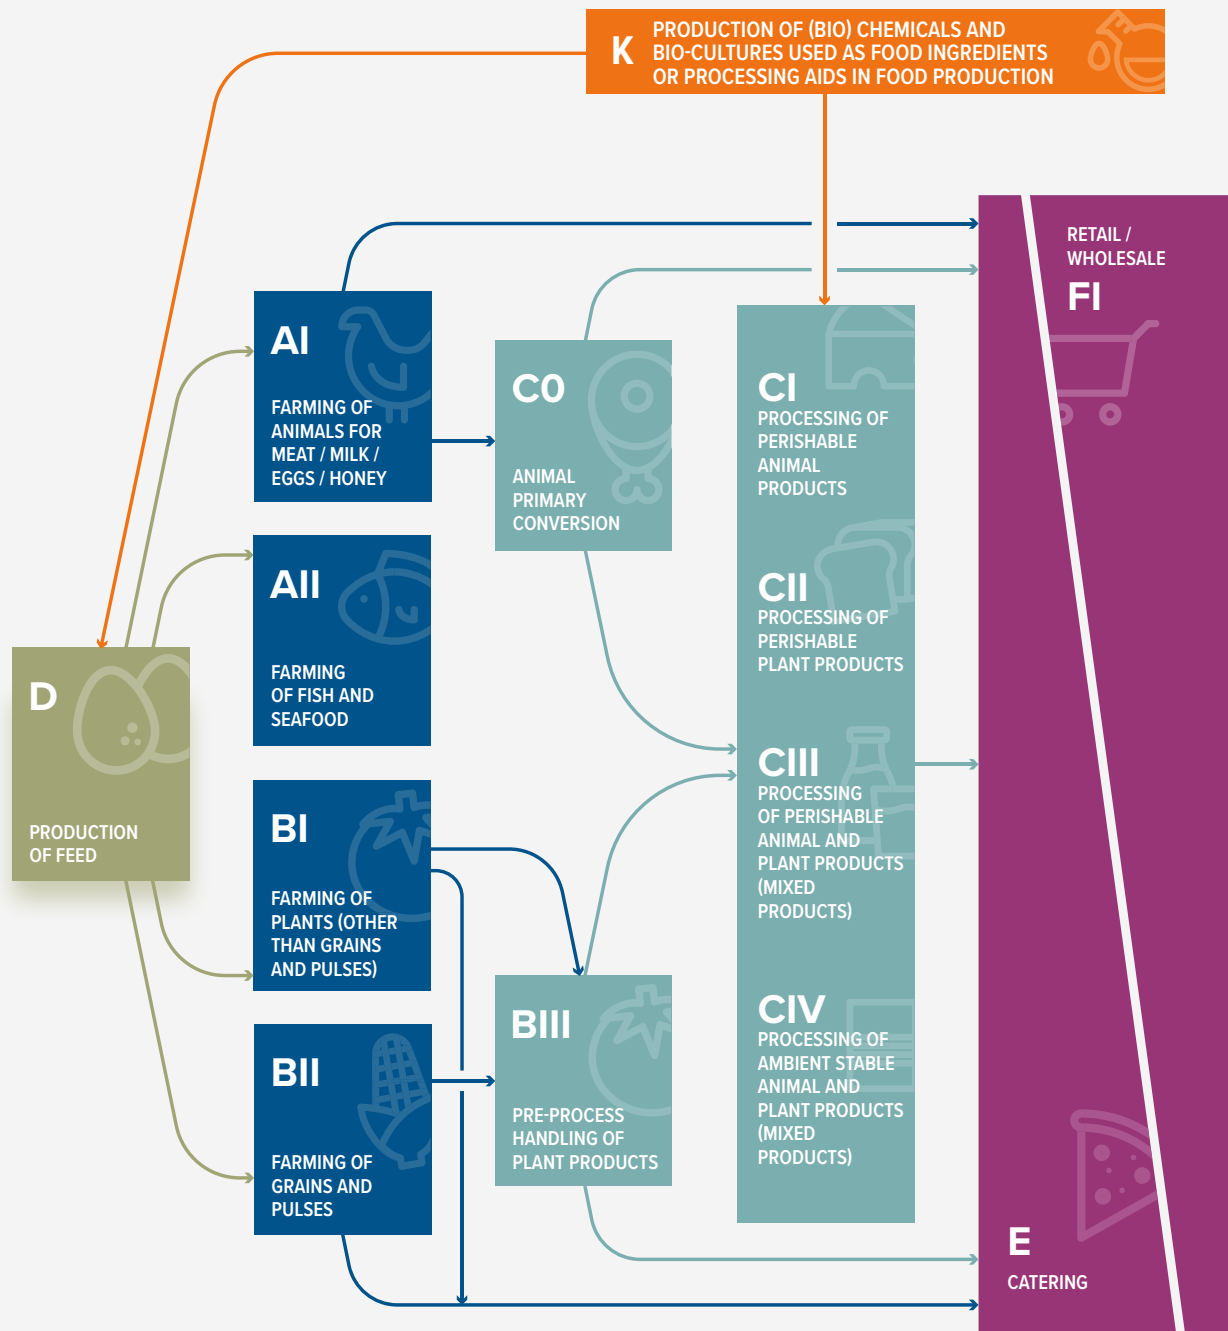 K
PRODUCTION OF (BIO) CHEMICALS AND
BIO-CULTURES USED AS FOOD INGREDIENTS
OR PROCESSING AIDS IN FOOD PRODUCTION
RETAIL /
WHOLESALE
FI
AI
FARMING OF
ANIMALS FOR
MEAT / MILK /
EGGS / HONEY
C0
ANIMAL
PRIMARY
CONVERSION
CI
PROCESSING OF
PERISHABLE
ANIMAL
PRODUCTS
AII
FARMING
OF FISH AND
SEAFOOD
CII
PROCESSING OF
PERISHABLE
PLANT PRODUCTS
D
PRODUCTION
OF FEED
BI
FARMING OF
PLANTS (OTHER
THAN GRAINS
AND PULSES)
CIII
PROCESSING
OF PERISHABLE
ANIMAL AND
PLANT PRODUCTS
(MIXED
PRODUCTS)
BII
FARMING OF
GRAINS AND
PULSES
BIII
PRE-PROCESS
HANDLING OF
PLANT PRODUCTS
CIV
PROCESSING OF
AMBIENT STABLE
ANIMAL AND
PLANT PRODUCTS
(MIXED
PRODUCTS)
E
CATERING